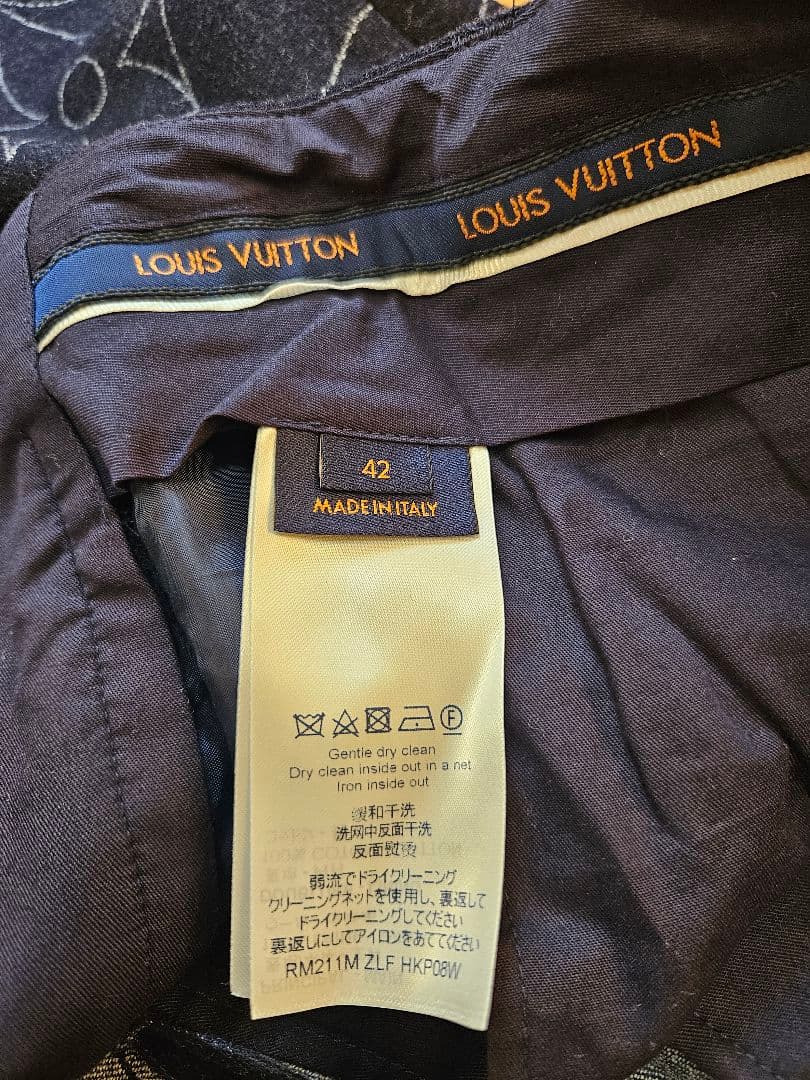 LOUIS VUITTON LOUIS VUITTON
42
MADE IN ITALY
Gentle dry clean
Dry clean inside out in a net
Iron inside out
缓和干洗
洗网中反面干洗
反面熨烫
弱流でドライクリーニング
クリーニングネットを使用し、裏返して
ドライクリーニングしてください
裏返しにしてアイロンをあててください
RM211M ZLF HKP08W